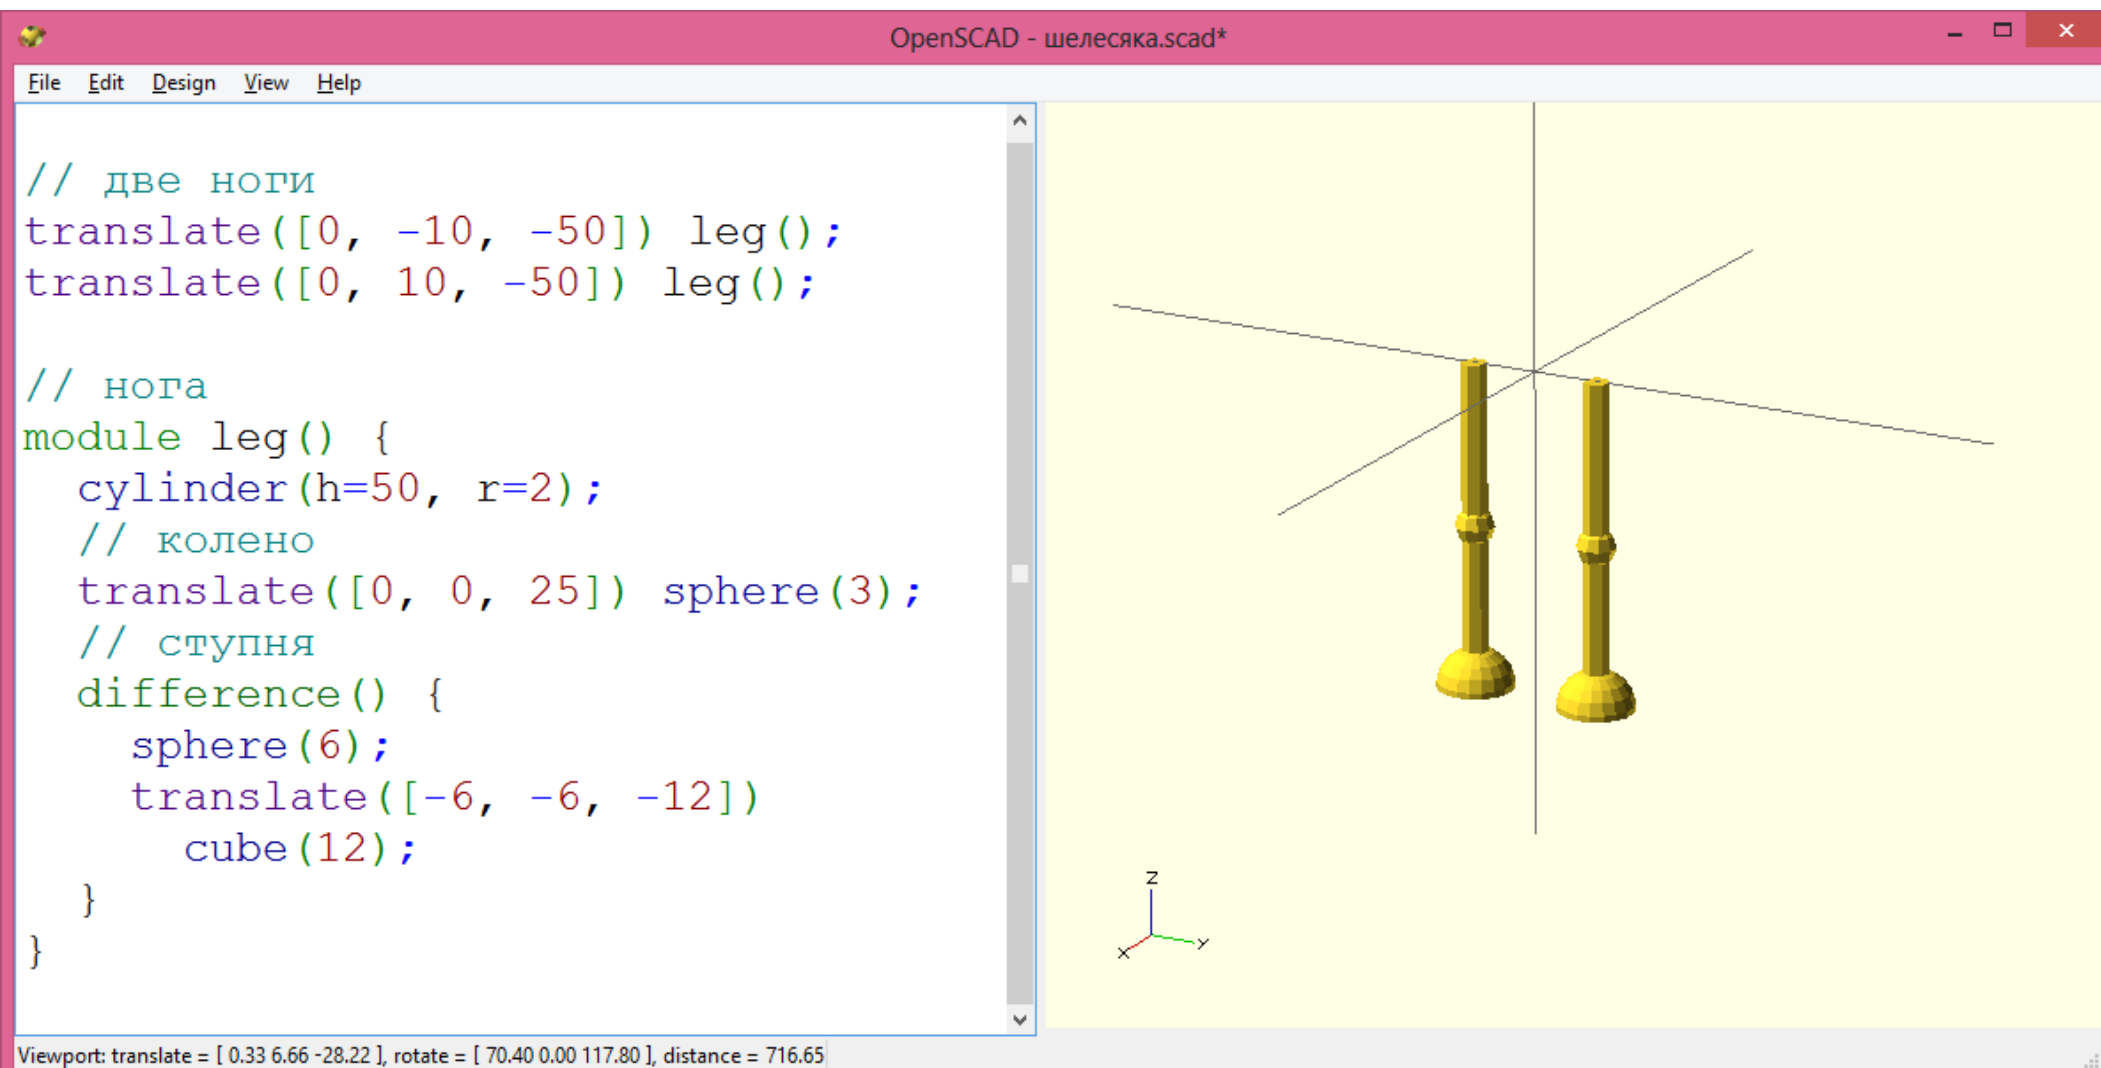 OpenSCAD - шелесяка.scad*
File Edit Design View Help
// две ноги
translate([0, -10, -50]) leg();
translate([0, 10, -50]) leg();
// нога
module leg() {
cylinder(h=50, r=2);
// колено
translate([0, 0, 25]) sphere(3);
// ступня
difference() {
sphere(6);
translate([-6, -6, -12])
cube(12);
}
}
z
x
y
Viewport: translate = [ 0.33 6.66 -28.22 ], rotate = [ 70.40 0.00 117.80 ], distance = 716.65